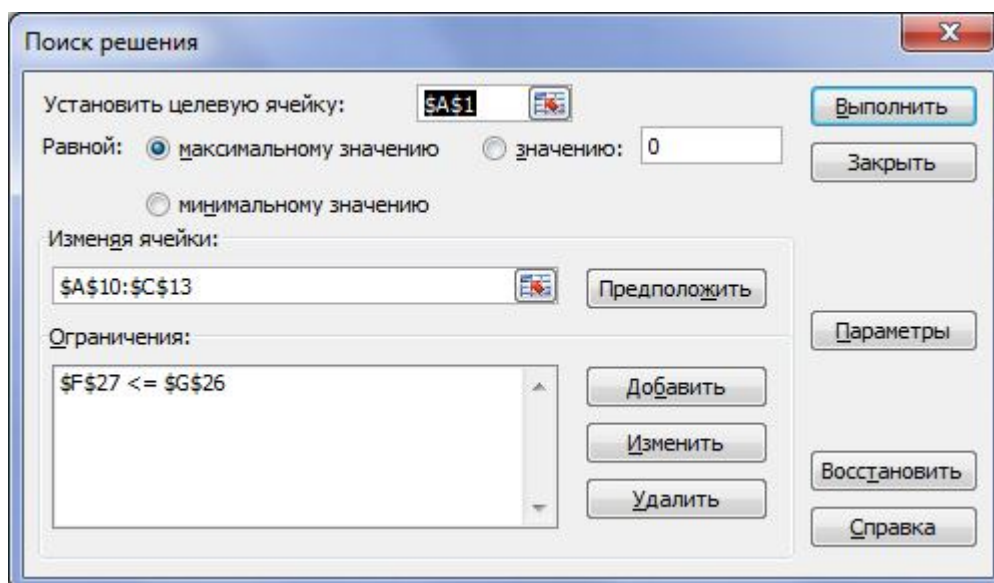 Поиск решения
Установить целевую ячейку: $A$1
Выполнить
Равной: максимальному значению значению: 0
Закрыть
минимальному значению
Изменяя ячейки:
$A$10:$C$13
Предположить
Ограничения:
Параметры
$F$27 <= $G$26
Добавить
Изменить
Восстановить
Удалить
Справка